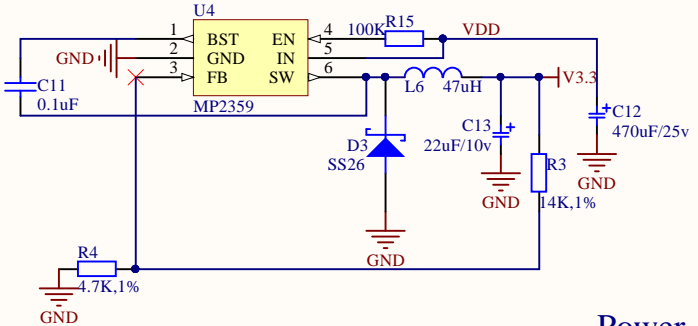 U4
1 BST EN 4 100K R15 VDD
GND 2 GND IN 5
3 FB SW 6 V3.3
C11
0.1uF
MP2359
L6 47uH
C12
470uF/25v
GND
C13
22uF/10v
GND
D3
SS26
GND
R3
14K,1%
R4
4.7K,1%
GND
Power